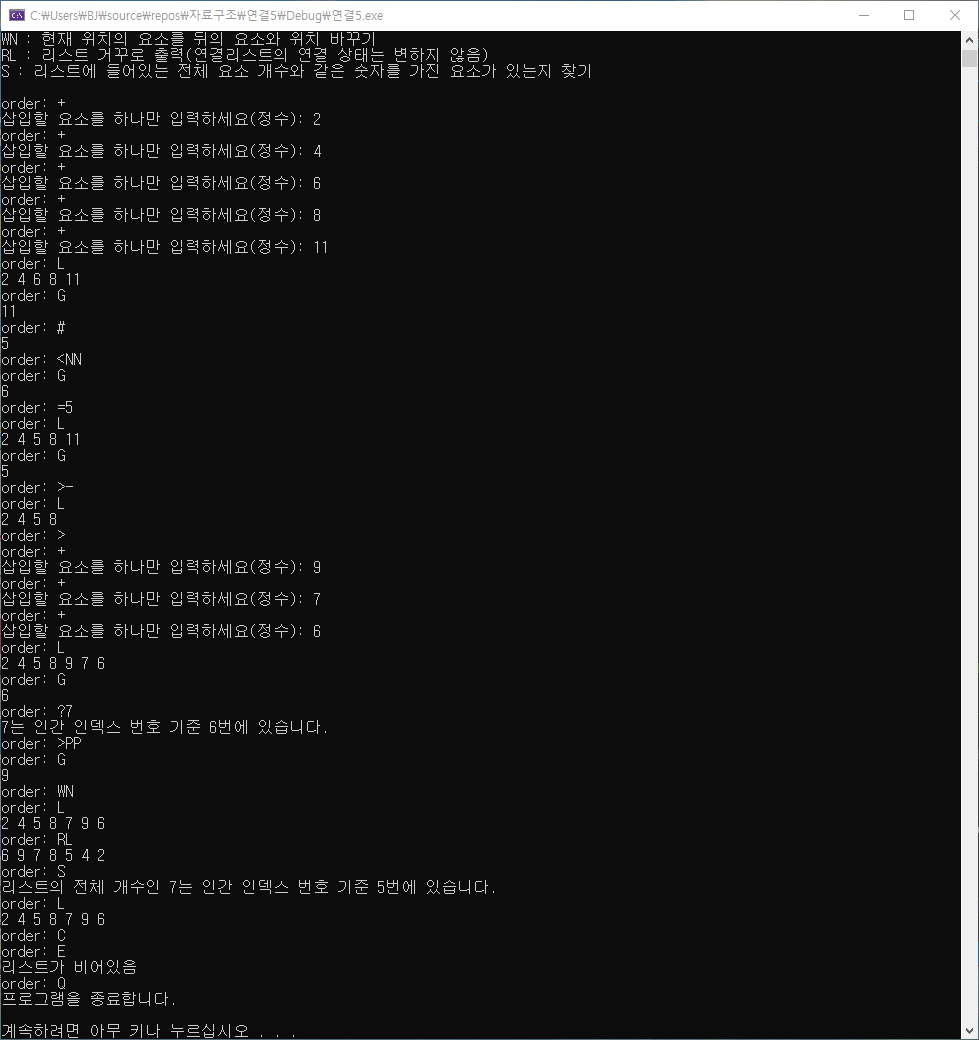 C:\Users\BJ\source\repos\자료구조\연결5\Debug\연결5.exe
WN : 현재 위치의 요소를 뒤의 요소와 위치 바꾸기
RL : 리스트 거꾸로 출력(연결리스트의 연결 상태는 변하지 않음)
S : 리스트에 들어있는 전체 요소 개수와 같은 숫자를 가진 요소가 있는지 찾기
order: +
삽입할 요소를 하나만 입력하세요(정수): 2
order: +
삽입할 요소를 하나만 입력하세요(정수): 4
order: +
삽입할 요소를 하나만 입력하세요(정수): 6
order: +
삽입할 요소를 하나만 입력하세요(정수): 8
order: +
삽입할 요소를 하나만 입력하세요(정수): 11
order: L
2 4 6 8 11
order: G
11
order: #
5
order: <NN
order: G
6
order: =5
order: L
2 4 5 8 11
order: G
5
order: >-
order: L
2 4 5 8
order: >
order: +
삽입할 요소를 하나만 입력하세요(정수): 9
order: +
삽입할 요소를 하나만 입력하세요(정수): 7
order: +
삽입할 요소를 하나만 입력하세요(정수): 6
order: L
2 4 5 8 9 7 6
order: G
6
order: ?7
7는 인간 인덱스 번호 기준 6번에 있습니다.
order: >PP
order: G
9
order: WN
order: L
2 4 5 8 7 9 6
order: RL
6 9 7 8 5 4 2
order: S
리스트의 전체 개수인 7는 인간 인덱스 번호 기준 5번에 있습니다.
order: L
2 4 5 8 7 9 6
order: C
order: E
리스트가 비어있음
order: Q
프로그램을 종료합니다.
계속하려면 아무 키나 누르십시오 . . .